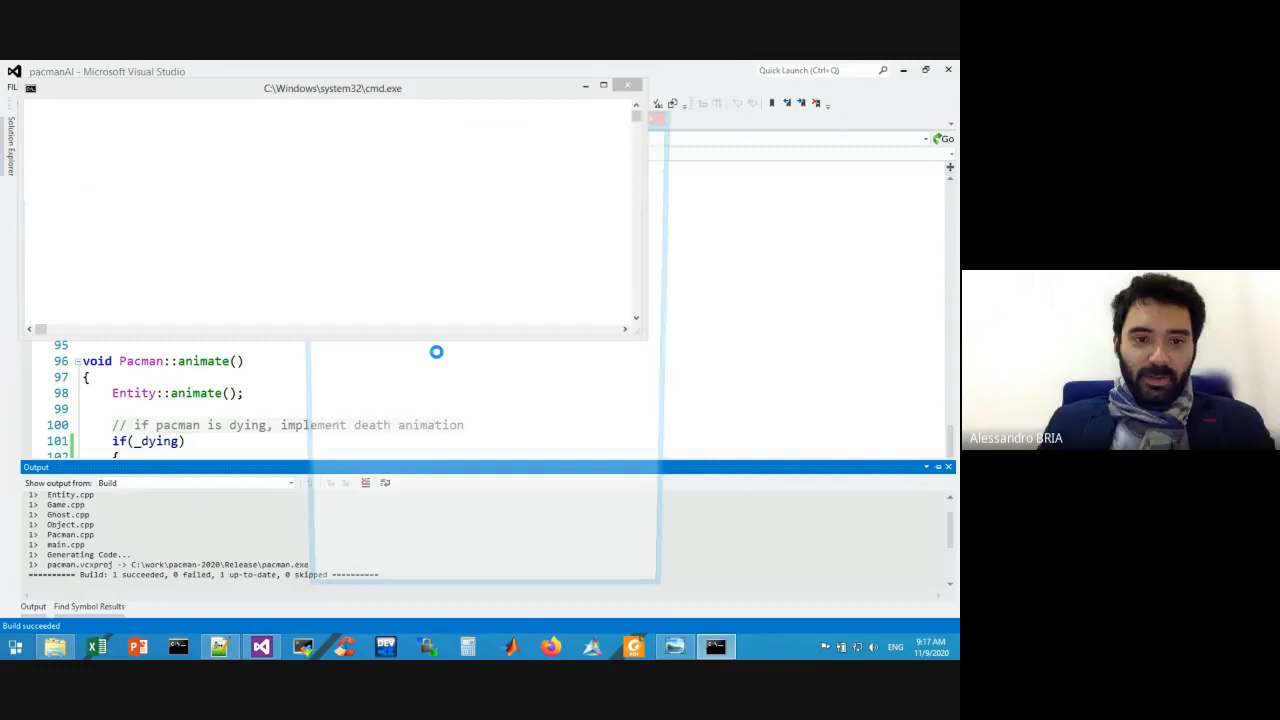 pacmanAI - Microsoft Visual Studio
Quick Launch (Ctrl+Q)
FIL
C:\Windows\system32\cmd.exe
Solution Explorer
Go
95
96 void Pacman::animate()
97 {
98 Entity::animate();
99
100 // if pacman is dying, implement death animation
101 if(_dying)
102 {
Output
Show output from: Build
1> Entity.cpp
1> Game.cpp
1> Ghost.cpp
1> Object.cpp
1> Pacman.cpp
1> main.cpp
1> Generating Code...
1> pacman.vcxproj -> C:\work\pacman-2020\Release\pacman.exe
========== Build: 1 succeeded, 0 failed, 1 up-to-date, 0 skipped ==========
Output Find Symbol Results
Build succeeded
DEV
PDF
ENG
9:17 AM
11/9/2020
Alessandro BRIA